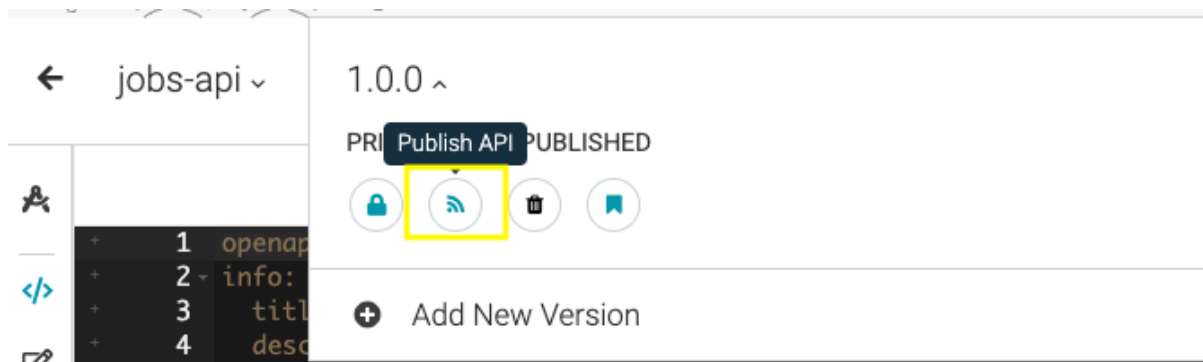 jobs-api
1.0.0
PRI Publish API PUBLISHED
1 openap
2 info:
3 titl
4 desc
Add New Version